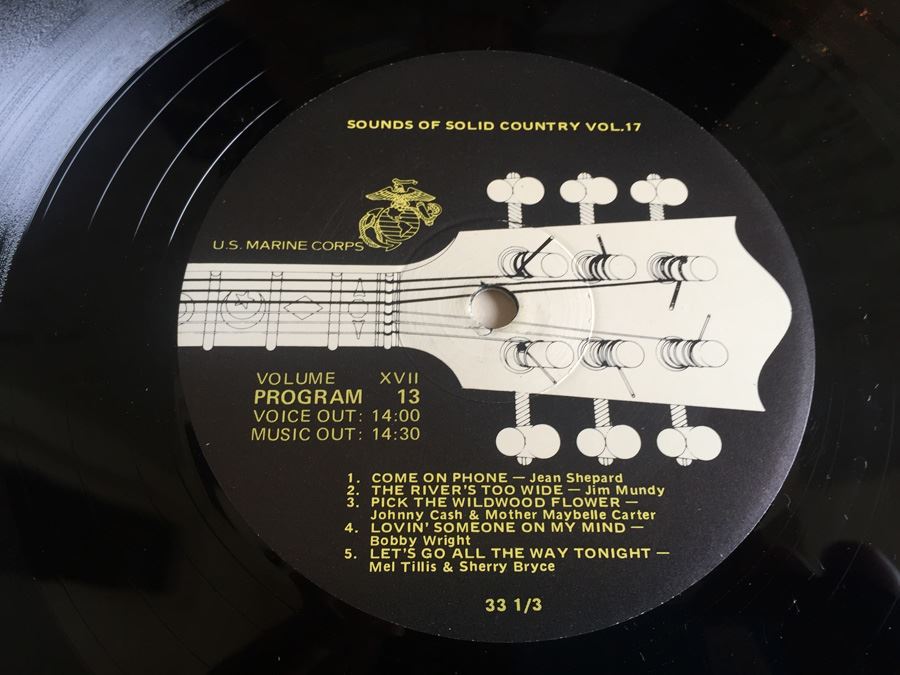 SOUNDS OF SOLID COUNTRY VOL.17
U.S. MARINE CORPS
VOLUME XVII
PROGRAM 13
VOICE OUT: 14:00
MUSIC OUT: 14:30
1. COME ON PHONE — Jean Shepard
2. THE RIVER'S TOO WIDE — Jim Mundy
3. PICK THE WILDWOOD FLOWER —
Johnny Cash & Mother Maybelle Carter
4. LOVIN' SOMEONE ON MY MIND —
Bobby Wright
5. LET'S GO ALL THE WAY TONIGHT —
Mel Tillis & Sherry Bryce
33 1/3